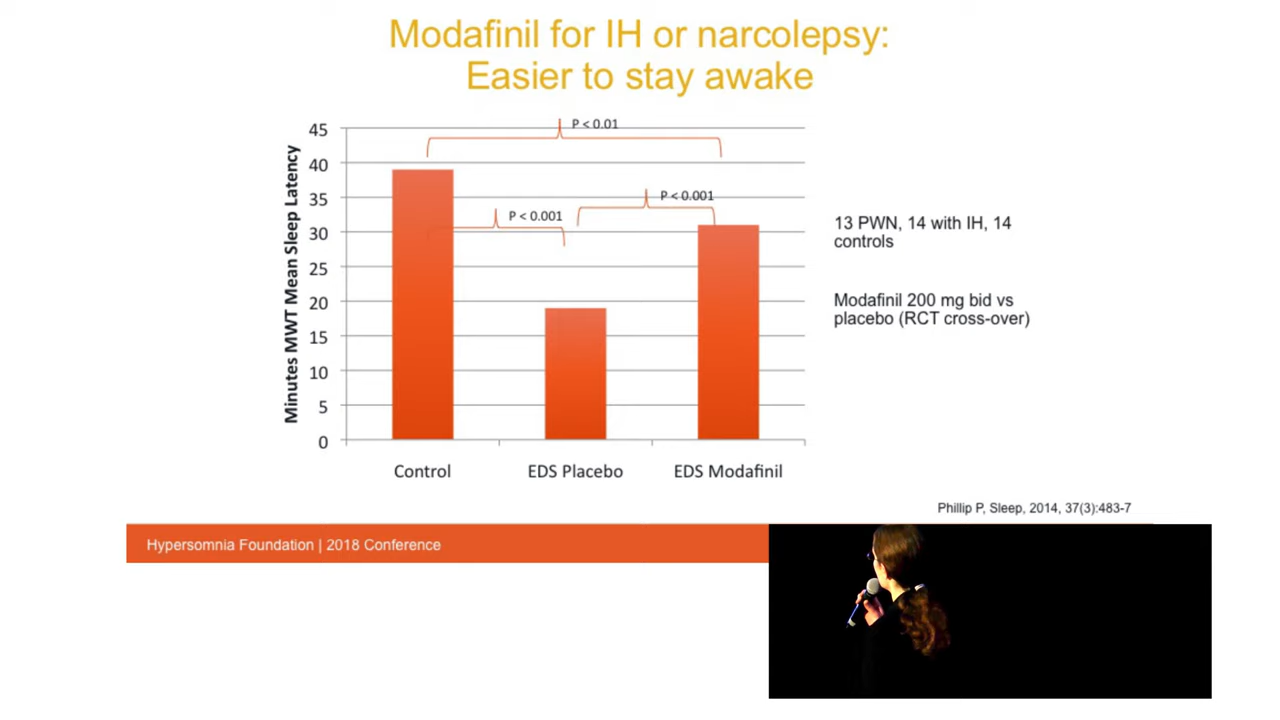 Modafinil for IH or narcolepsy:
Easier to stay awake
Minutes MWT Mean Sleep Latency
45
40
35
30
25
20
15
10
5
0
P < 0.01
P < 0.001
P < 0.001
Control
EDS Placebo
EDS Modafinil
13 PWN, 14 with IH, 14
controls
Modafinil 200 mg bid vs
placebo (RCT cross-over)
Phillip P, Sleep, 2014, 37(3):483-7
Hypersomnia Foundation | 2018 Conference